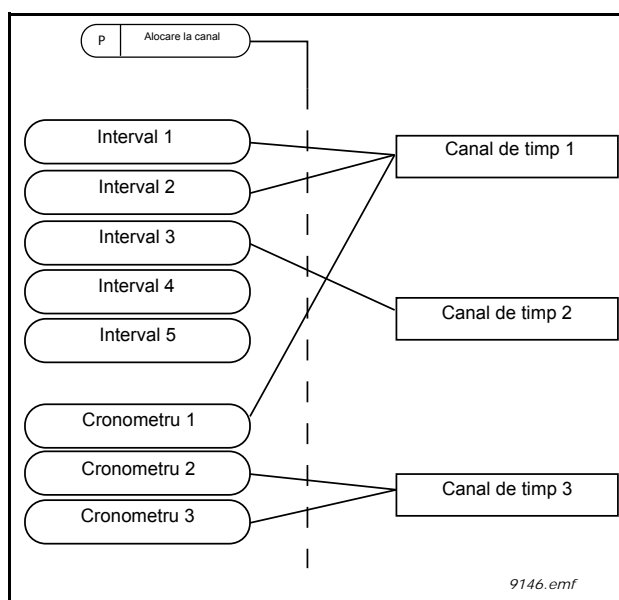 P
Alocare la canal
Interval 1
Interval 2
Interval 3
Interval 4
Interval 5
Cronometru 1
Cronometru 2
Cronometru 3
Canal de timp 1
Canal de timp 2
Canal de timp 3
9146.emf